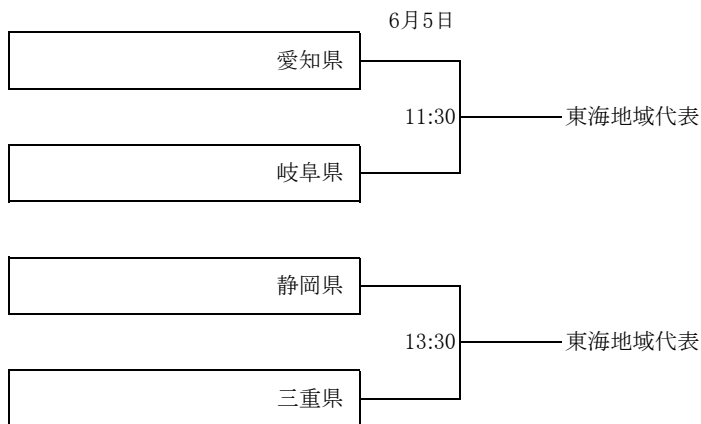 6月5日
愛知県
11:30
東海地域代表
岐阜県
静岡県
13:30
東海地域代表
三重県